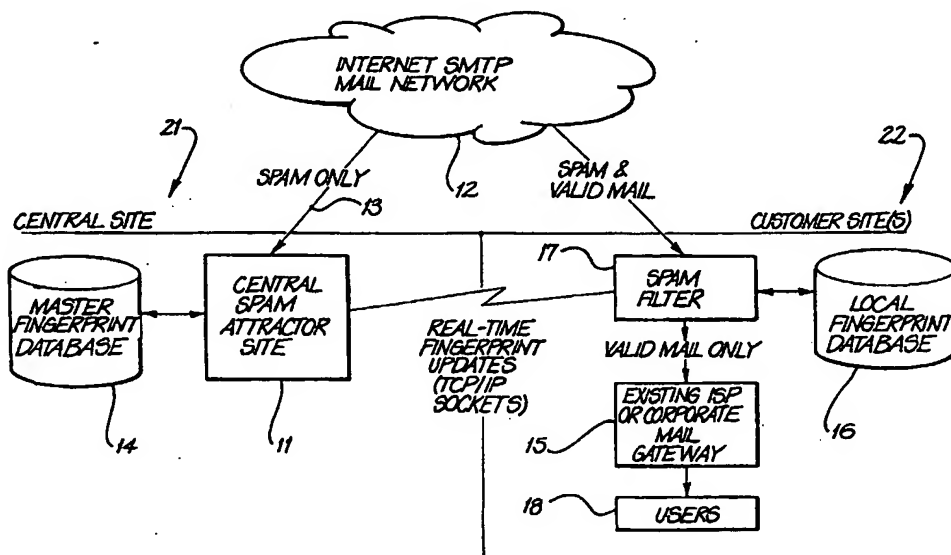 INTERNET SMTP
MAIL NETWORK
21
22
SPAM ONLY
12
SPAM &
VALID MAIL
13
CENTRAL SITE
CUSTOMER SITE(S)
17
MASTER
FINGERPRINT
DATABASE
CENTRAL
SPAM
ATTRACTOR
SITE
SPAM
FILTER
LOCAL
FINGERPRINT
DATABASE
REAL-TIME
FINGERPRINT
UPDATES
(TCP/IP
SOCKETS)
VALID MAIL ONLY
EXISTING ISP
OR CORPORATE
MAIL
GATEWAY
14
11
15
16
18
USERS